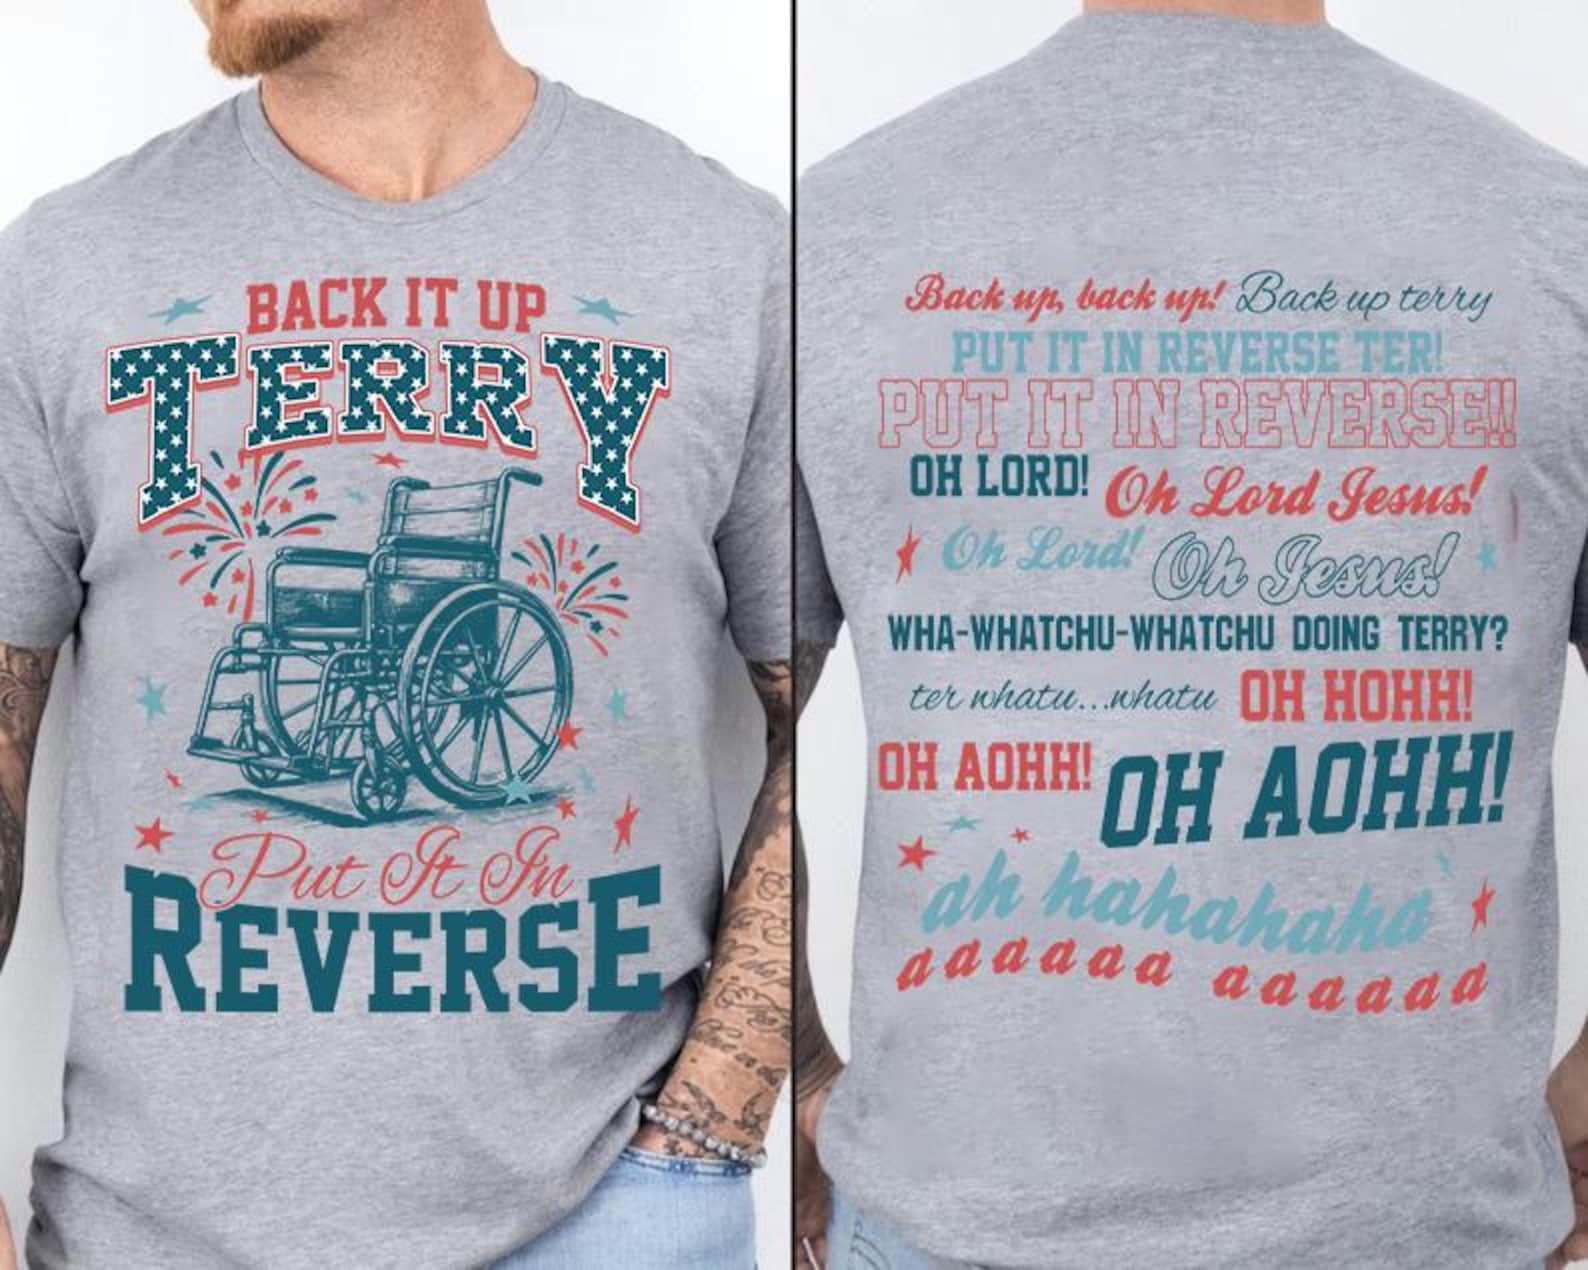 BACK IT UP
TERRY
Put It In
REVERSE
Back up, back up! Back up terry
PUT IT IN REVERSE TER!
PUT IT IN REVERSE!!
OH LORD! Oh Lord Jesus!
Oh Lord! Oh Jesus!
WHA-WHATCHU-WHATCHU DOING TERRY?
ter whatu...whatu OH HOHH!
OH AOHH! OH AOHH!
ah hahahahaha
aaaaaa aaaaaa